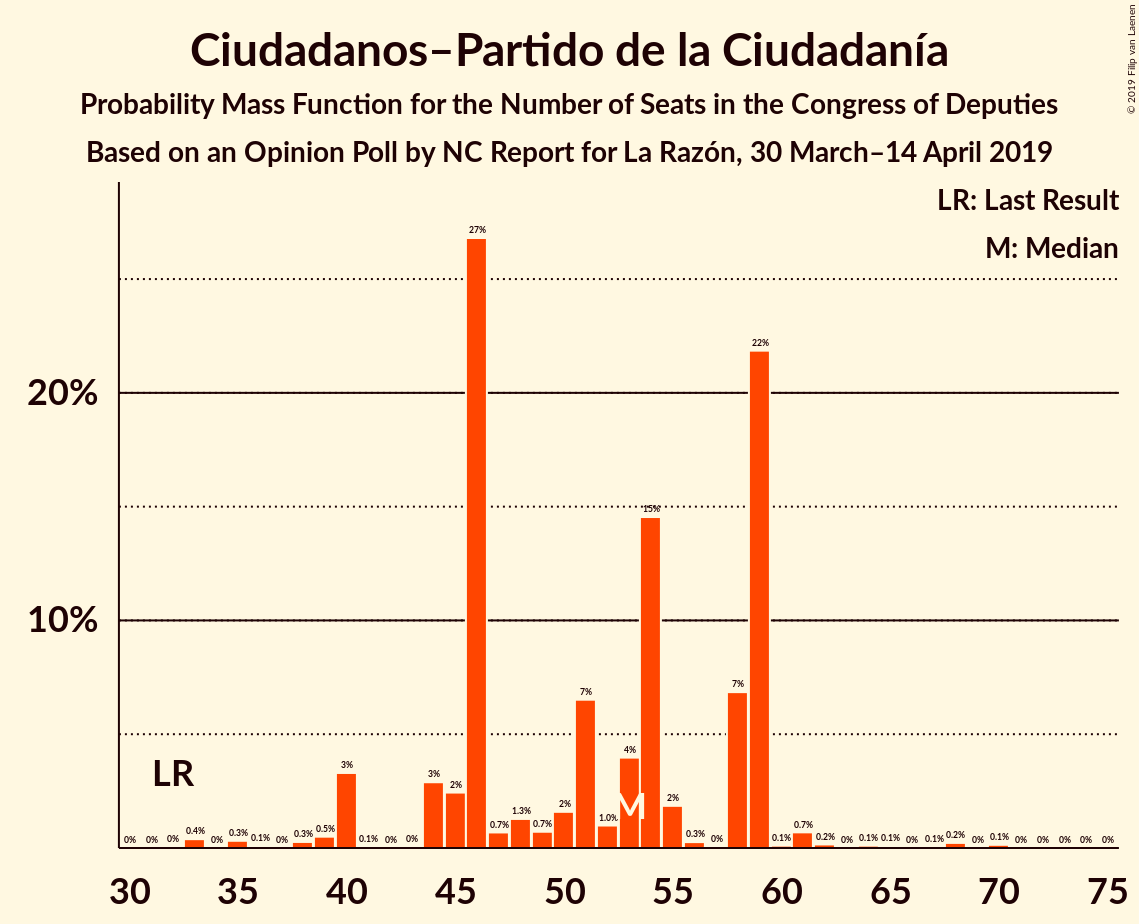 Ciudadanos–Partido de la Ciudadanía
Probability Mass Function for the Number of Seats in the Congress of Deputies
Based on an Opinion Poll by NC Report for La Razón, 30 March–14 April 2019
© 2019 Filip van Laenen
LR: Last Result
M: Median
27%
22%
20%
15%
10%
7%
7%
4%
LR
3%
3%
2%
2%
2%
M
0% 0% 0% 0.4% 0% 0.3% 0.1% 0% 0.3% 0.5% 0.1% 0% 0% 0.7% 1.3% 0.7% 1.0% 0.3% 0% 0.1% 0.7% 0.2% 0% 0.1% 0.1% 0% 0.1% 0.2% 0% 0.1% 0% 0% 0% 0% 0%
30 35 40 45 50 55 60 65 70 75